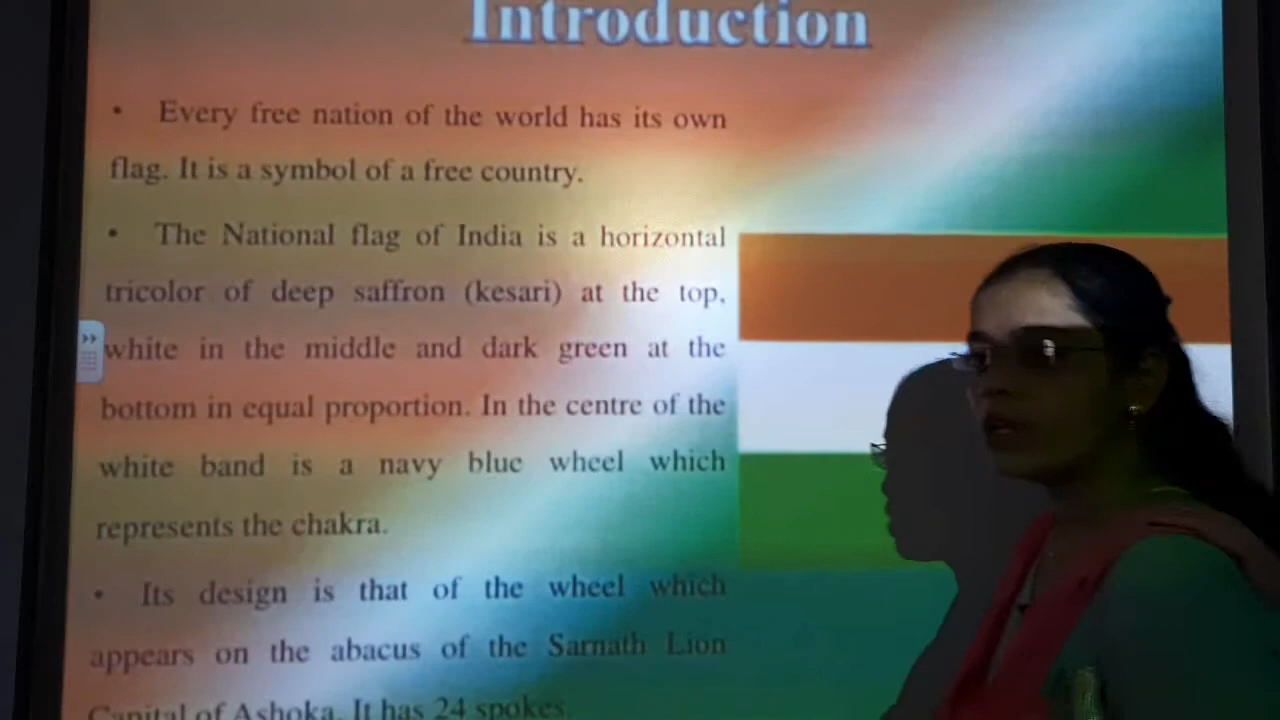 Introduction
• Every free nation of the world has its own
flag. It is a symbol of a free country.
• The National flag of India is a horizontal
tricolor of deep saffron (kesari) at the top,
white in the middle and dark green at the
bottom in equal proportion. In the centre of the
white band is a navy blue wheel which
represents the chakra.
• Its design is that of the wheel which
appears on the abacus of the Sarnath Lion
Capital of Ashoka. It has 24 spokes.